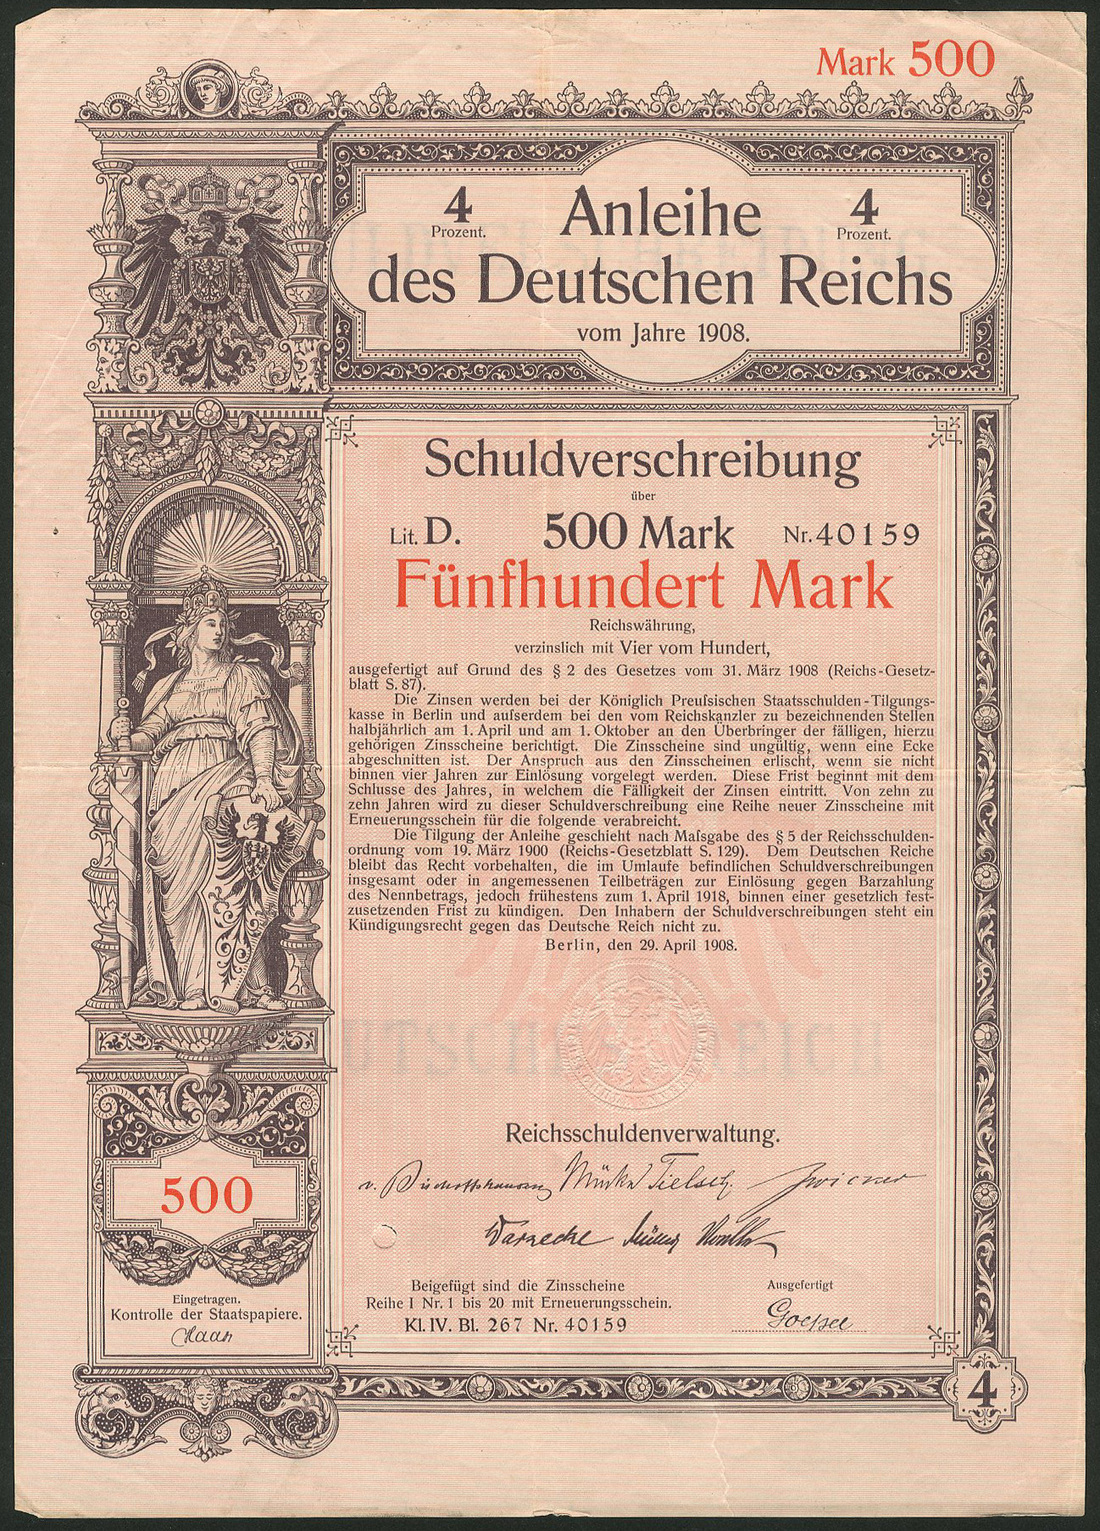 Mark 500
4 Prozent.
Anleihe
4 Prozent.
des Deutschen Reichs
vom Jahre 1908.
Schuldverschreibung
über
Lit. D. 500 Mark Nr. 40159
Fünfhundert Mark
Reichswährung,
verzinslich mit Vier vom Hundert,
ausgefertigt auf Grund des § 2 des Gesetzes vom 31. März 1908 (Reichs-Gesetz-
blatt S. 87).
Die Zinsen werden bei der Königlich Preufsischen Staatsschulden-Tilgungs-
kasse in Berlin und aufserdem bei den vom Reichskanzler zu bezeichnenden Stellen
halbjährlich am 1. April und am 1. Oktober an den Überbringer der fälligen, hierzu
gehörigen Zinsscheine berichtigt. Die Zinsscheine sind ungültig, wenn eine Ecke
abgeschnitten ist. Der Anspruch aus den Zinsscheinen erlischt, wenn sie nicht
binnen vier Jahren zur Einlösung vorgelegt werden. Diese Frist beginnt mit dem
Schlusse des Jahres, in welchem die Fälligkeit der Zinsen eintritt. Von zehn zu
zehn Jahren wird zu dieser Schuldverschreibung eine Reihe neuer Zinsscheine mit
Erneuerungsschein für die folgende verabreicht.
Die Tilgung der Anleihe geschieht nach Mafsgabe des § 5 der Reichsschulden-
ordnung vom 19. März 1900 (Reichs-Gesetzblatt S. 129). Dem Deutschen Reiche
bleibt das Recht vorbehalten, die im Umlaufe befindlichen Schuldverschreibungen
insgesamt oder in angemessenen Teilbeträgen zur Einlösung gegen Barzahlung
des Nennbetrags, jedoch frühestens zum 1. April 1918, binnen einer gesetzlich fest-
zusetzenden Frist zu kündigen. Den Inhabern der Schuldverschreibungen steht ein
Kündigungsrecht gegen das Deutsche Reich nicht zu.
Berlin, den 29. April 1908.
Reichsschuldenverwaltung.
v. Bischoffshausen Mücke Tielsch Zwicker
Warnecke Müller
500
Eingetragen.
Kontrolle der Staatspapiere.
Haan
Beigefügt sind die Zinsscheine
Reihe I Nr. 1 bis 20 mit Erneuerungsschein.
Kl. IV. Bl. 267 Nr. 40159
Ausgefertigt
4